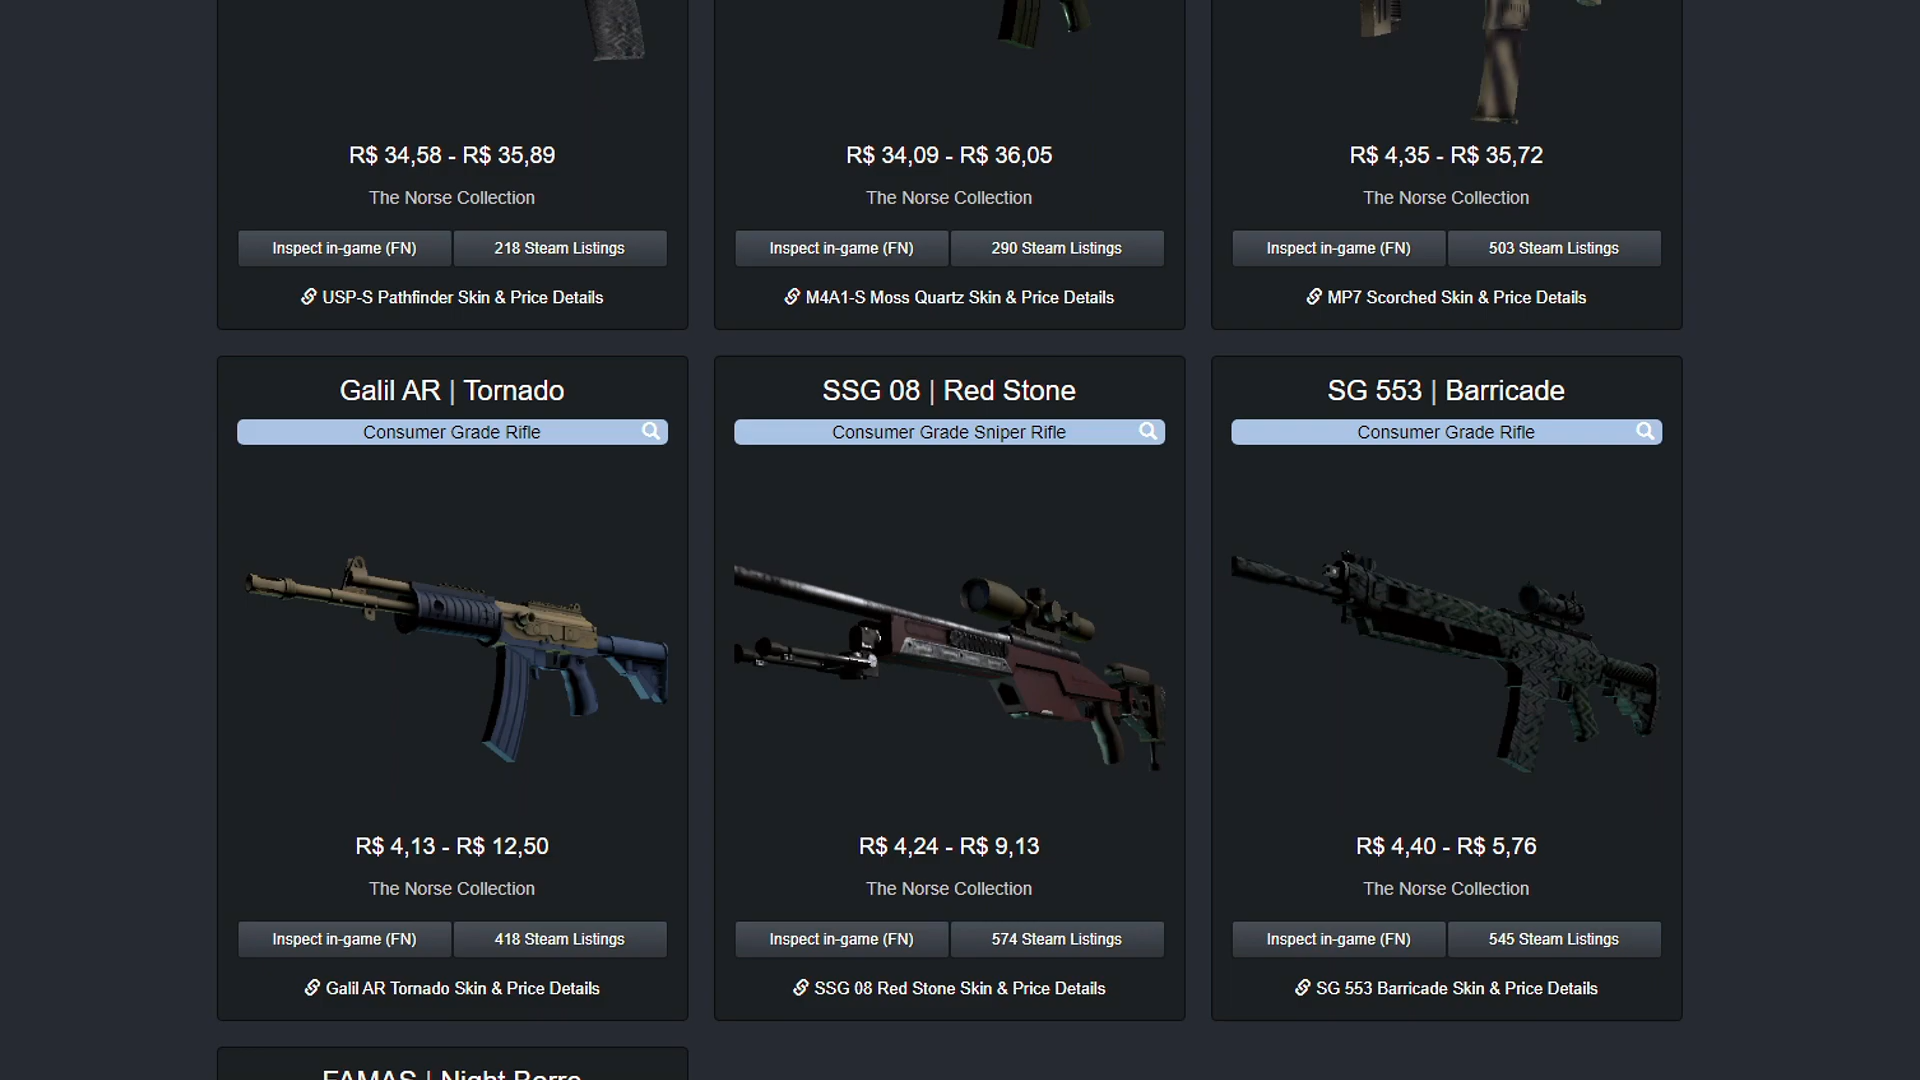 R$ 34,58 - R$ 35,89
The Norse Collection
Inspect in-game (FN)
218 Steam Listings
USP-S Pathfinder Skin & Price Details
R$ 34,09 - R$ 36,05
The Norse Collection
Inspect in-game (FN)
290 Steam Listings
M4A1-S Moss Quartz Skin & Price Details
R$ 4,35 - R$ 35,72
The Norse Collection
Inspect in-game (FN)
503 Steam Listings
MP7 Scorched Skin & Price Details
Galil AR | Tornado
Consumer Grade Rifle
R$ 4,13 - R$ 12,50
The Norse Collection
Inspect in-game (FN)
418 Steam Listings
Galil AR Tornado Skin & Price Details
SSG 08 | Red Stone
Consumer Grade Sniper Rifle
R$ 4,24 - R$ 9,13
The Norse Collection
Inspect in-game (FN)
574 Steam Listings
SSG 08 Red Stone Skin & Price Details
SG 553 | Barricade
Consumer Grade Rifle
R$ 4,40 - R$ 5,76
The Norse Collection
Inspect in-game (FN)
545 Steam Listings
SG 553 Barricade Skin & Price Details
FAMAS | Night Borre